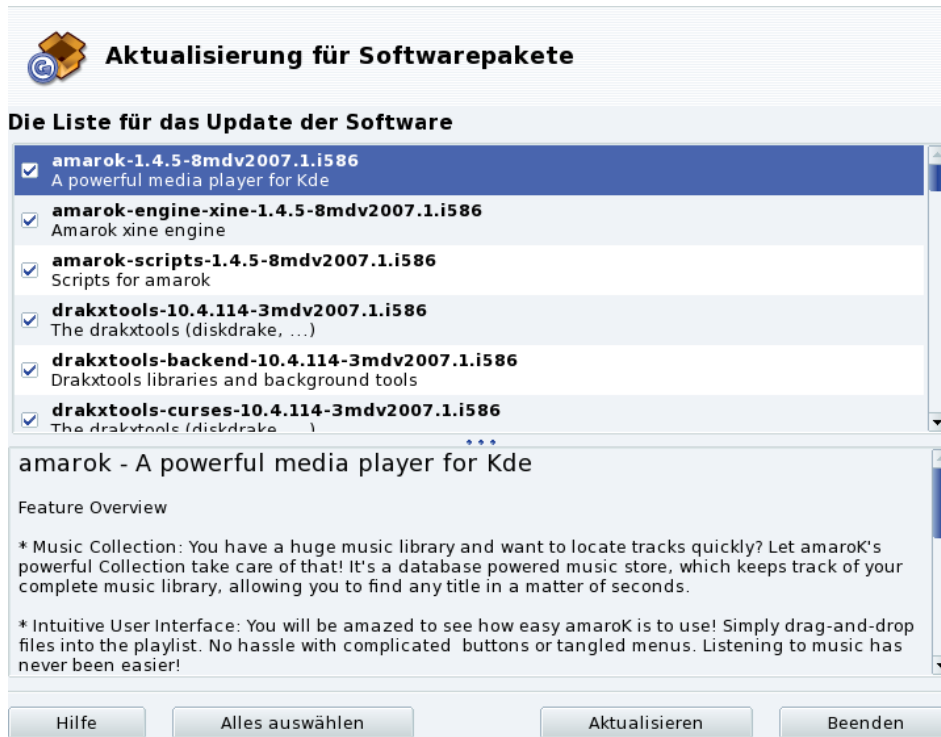 Aktualisierung für Softwarepakete
Die Liste für das Update der Software
amarok-1.4.5-8mdv2007.1.i586
A powerful media player for Kde
amarok-engine-xine-1.4.5-8mdv2007.1.i586
Amarok xine engine
amarok-scripts-1.4.5-8mdv2007.1.i586
Scripts for amarok
drakxtools-10.4.114-3mdv2007.1.i586
The drakxtools (diskdrake, ...)
drakxtools-backend-10.4.114-3mdv2007.1.i586
Drakxtools libraries and background tools
drakxtools-curses-10.4.114-3mdv2007.1.i586
The drakxtools (diskdrake, ...)
amarok - A powerful media player for Kde
Feature Overview
* Music Collection: You have a huge music library and want to locate tracks quickly? Let amaroK's
powerful Collection take care of that! It's a database powered music store, which keeps track of your
complete music library, allowing you to find any title in a matter of seconds.
* Intuitive User Interface: You will be amazed to see how easy amaroK is to use! Simply drag-and-drop
files into the playlist. No hassle with complicated  buttons or tangled menus. Listening to music has
never been easier!
Hilfe
Alles auswählen
Aktualisieren
Beenden